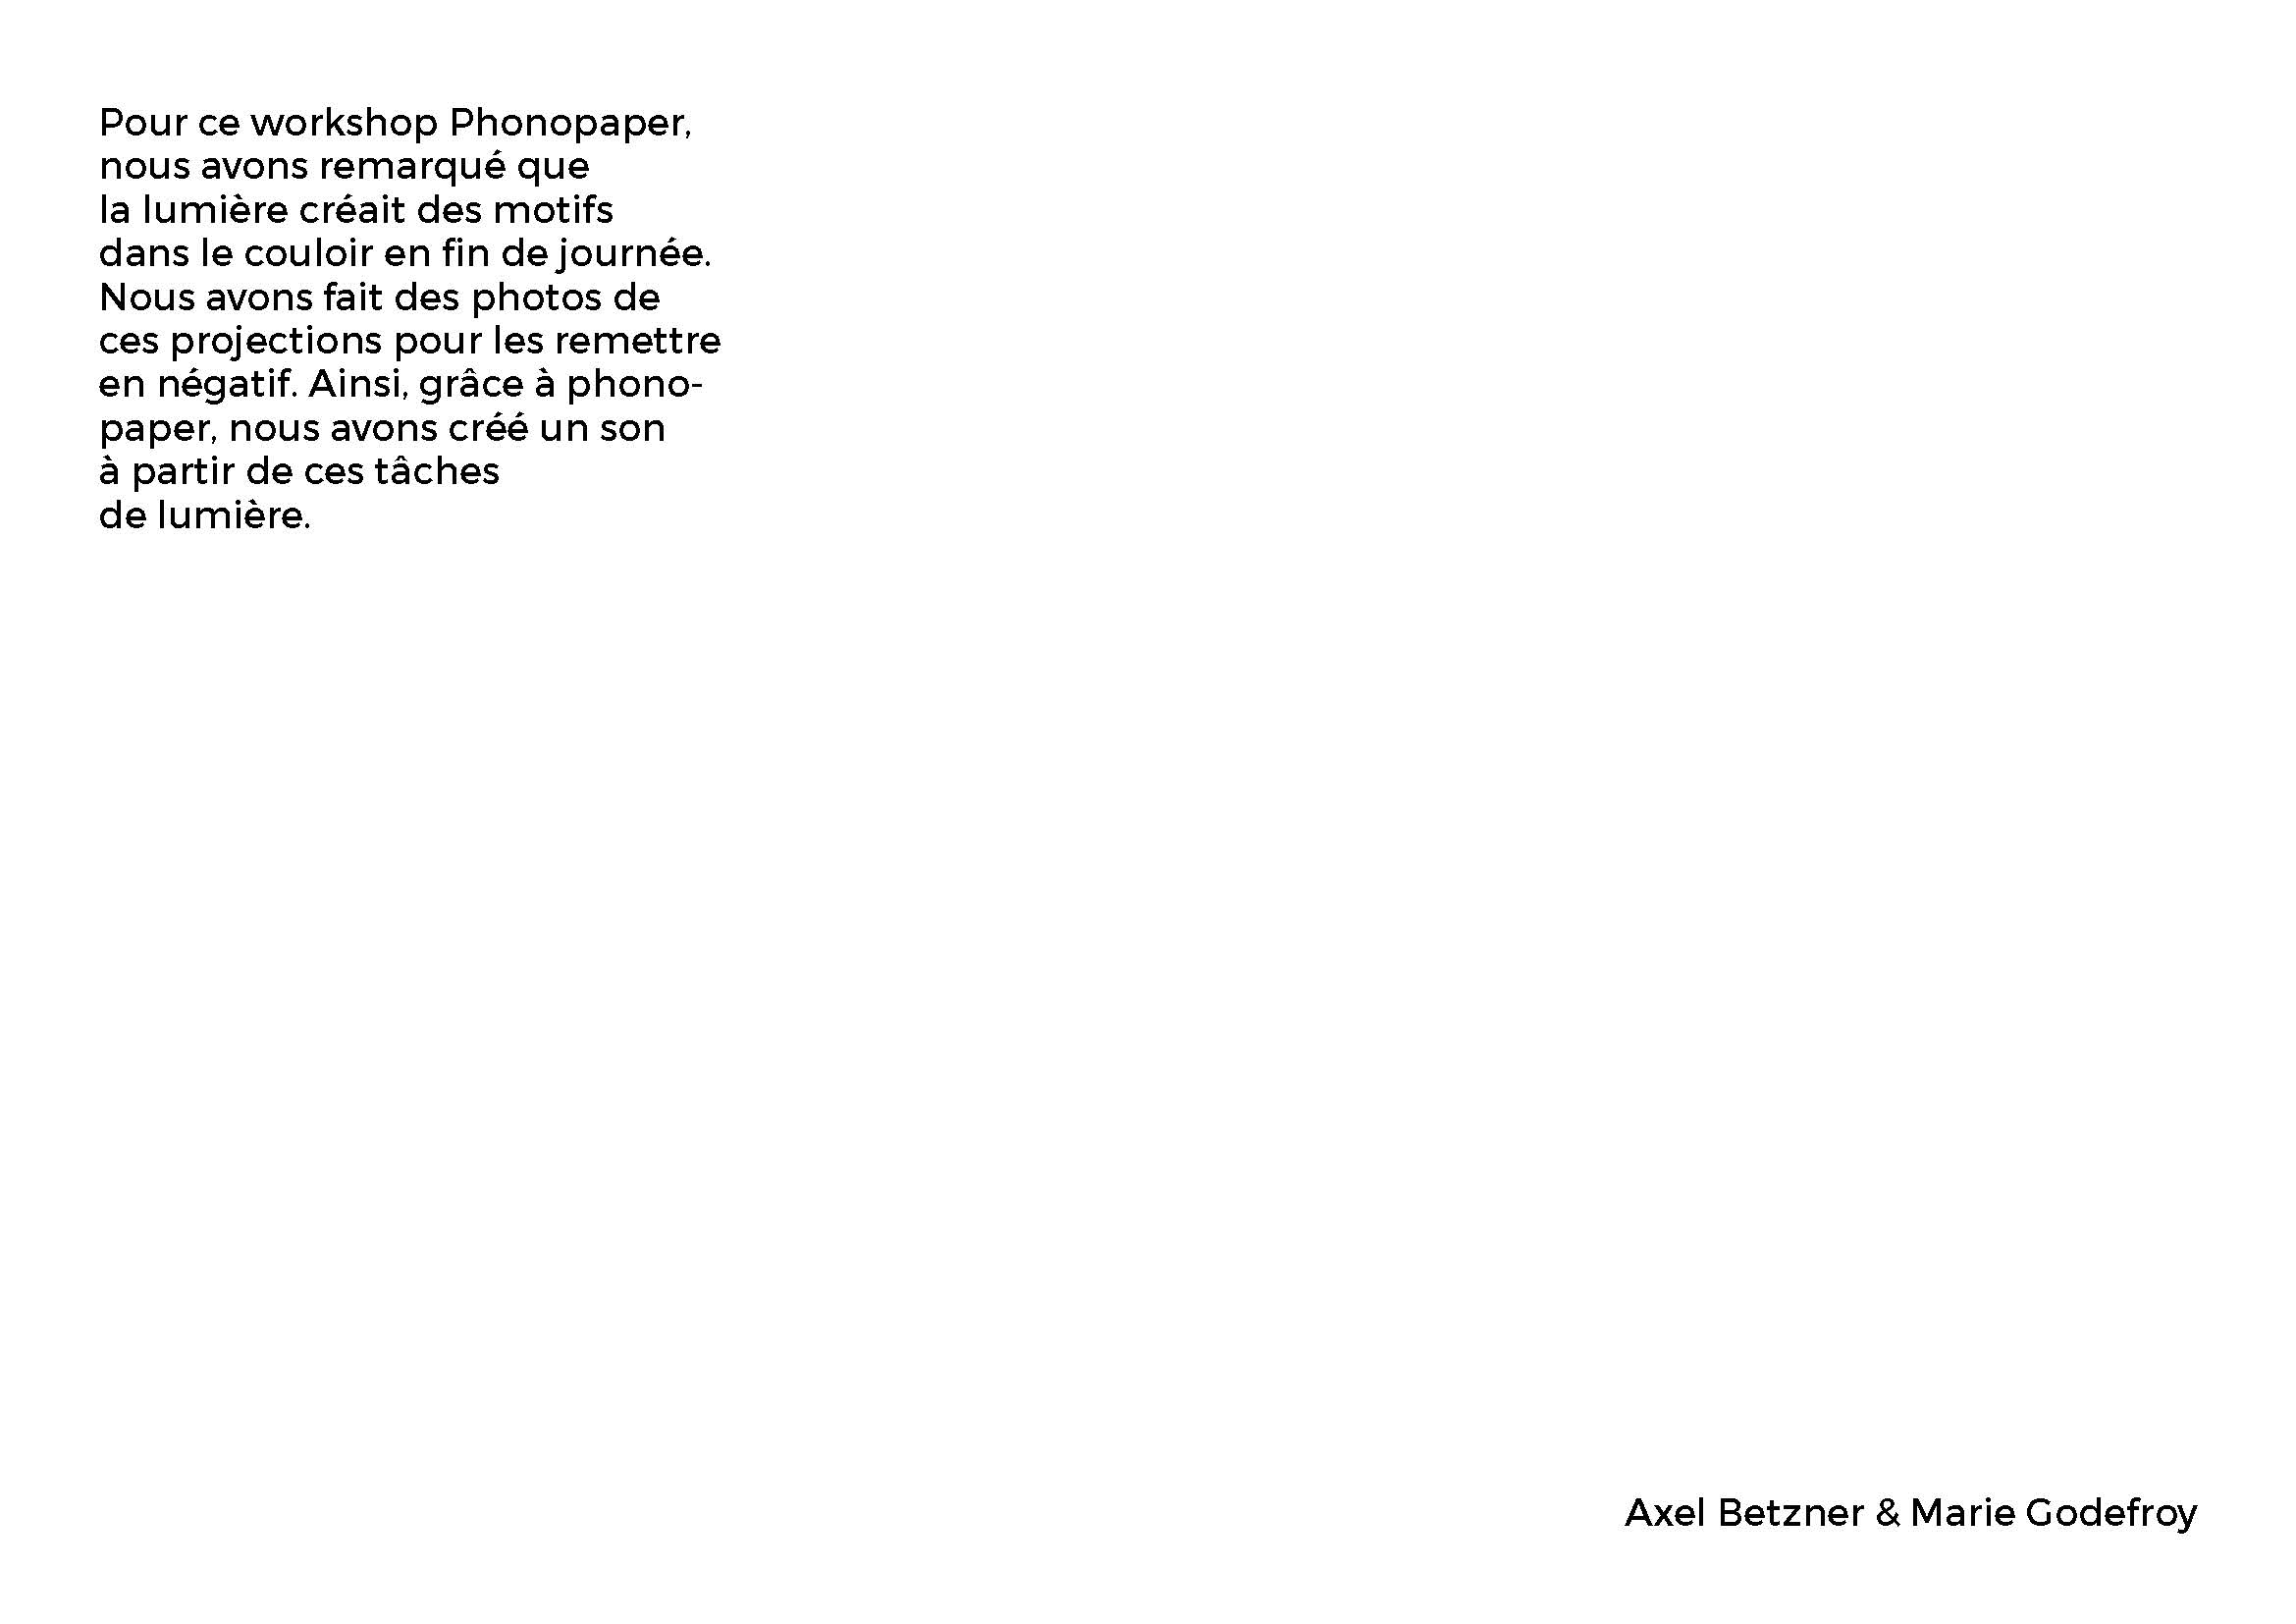 Pour ce workshop Phonopaper,
nous avons remarqué que
la lumière créait des motifs
dans le couloir en fin de journée.
Nous avons fait des photos de
ces projections pour les remettre
en négatif. Ainsi, grâce à phono-
paper, nous avons créé un son
à partir de ces tâches
de lumière.
Axel Betzner & Marie Godefroy